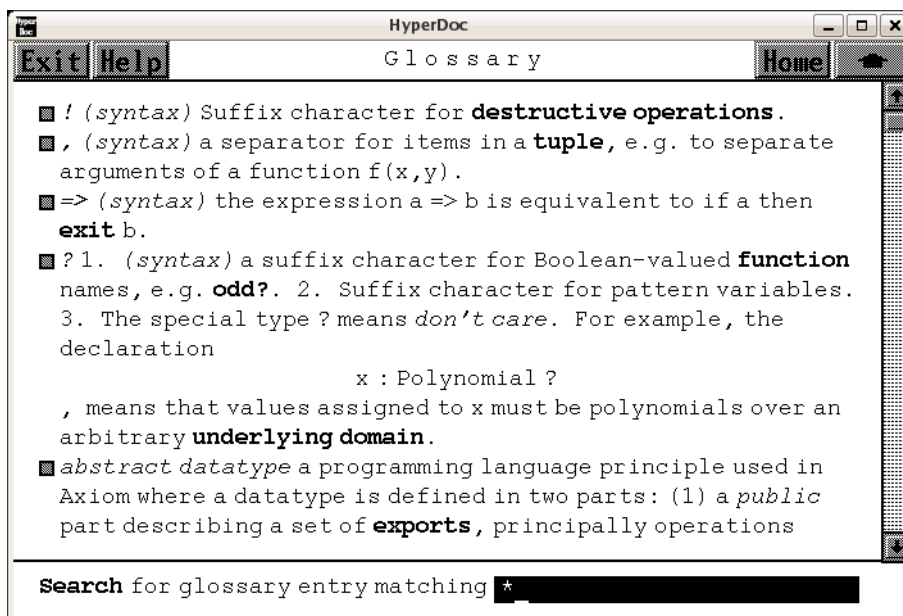 Hyper Doc
HyperDoc
Exit Help Glossary Home
! (syntax) Suffix character for destructive operations.
, (syntax) a separator for items in a tuple, e.g. to separate
arguments of a function f(x,y).
=> (syntax) the expression a => b is equivalent to if a then
exit b.
? 1. (syntax) a suffix character for Boolean-valued function
names, e.g. odd?. 2. Suffix character for pattern variables.
3. The special type ? means don't care. For example, the
declaration
x : Polynomial ?
, means that values assigned to x must be polynomials over an
arbitrary underlying domain.
abstract datatype a programming language principle used in
Axiom where a datatype is defined in two parts: (1) a public
part describing a set of exports, principally operations
Search for glossary entry matching *_